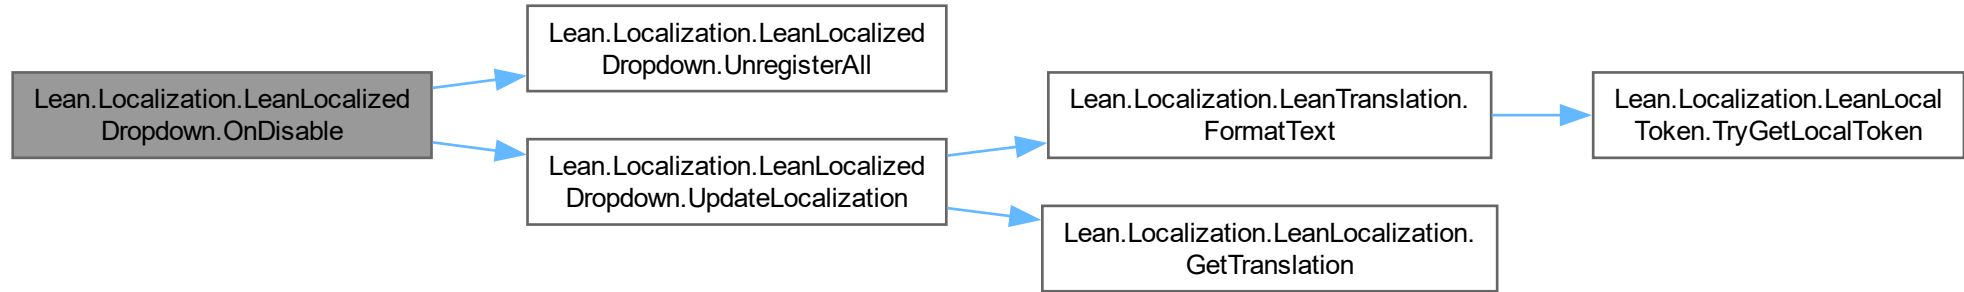 Lean.Localization.LeanLocalized
Dropdown.OnDisable
Lean.Localization.LeanLocalized
Dropdown.UnregisterAll
Lean.Localization.LeanLocalized
Dropdown.UpdateLocalization
Lean.Localization.LeanTranslation.
FormatText
Lean.Localization.LeanLocal
Token.TryGetLocalToken
Lean.Localization.LeanLocalization.
GetTranslation